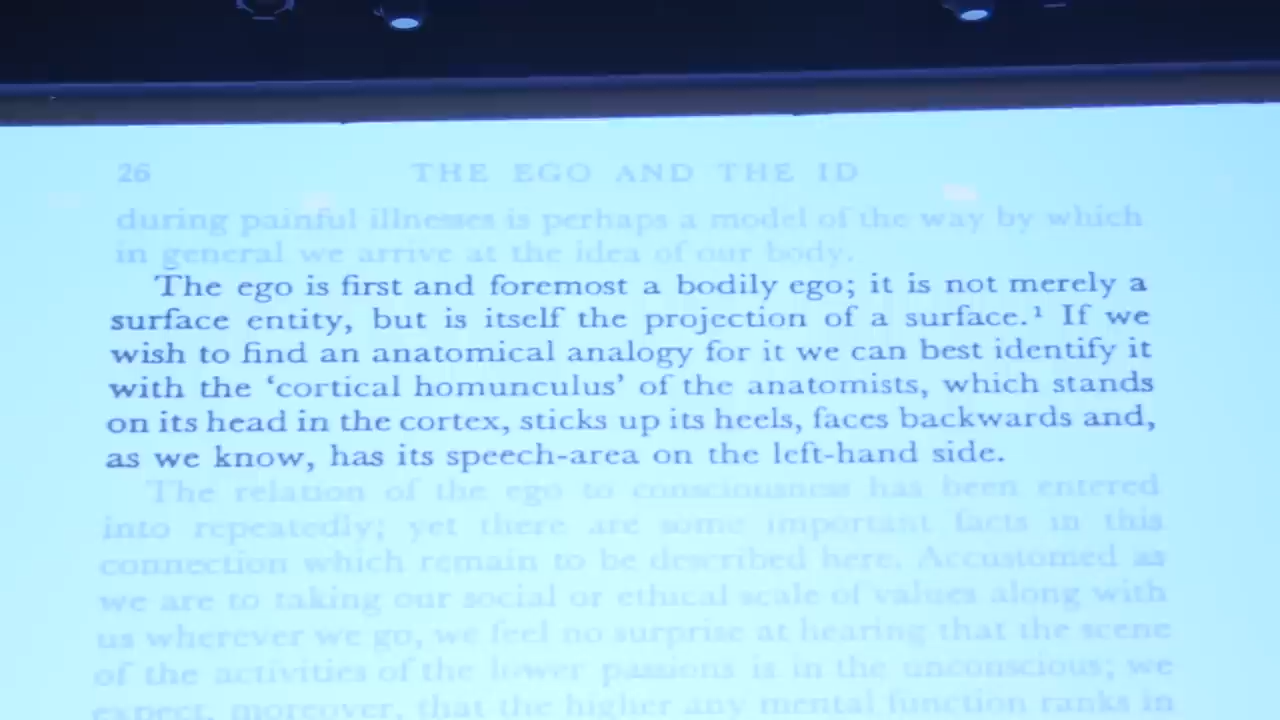 26 THE EGO AND THE ID
during painful illnesses is perhaps a model of the way by which
in general we arrive at the idea of our body.
The ego is first and foremost a bodily ego; it is not merely a
surface entity, but is itself the projection of a surface.¹ If we
wish to find an anatomical analogy for it we can best identify it
with the ‘cortical homunculus’ of the anatomists, which stands
on its head in the cortex, sticks up its heels, faces backwards and,
as we know, has its speech-area on the left-hand side.
The relation of the ego to consciousness has been entered
into repeatedly; yet there are some important facts in this
connection which remain to be described here. Accustomed as
we are to taking our social or ethical scale of values along with
us wherever we go, we feel no surprise at hearing that the scene
of the activities of the lower passions is in the unconscious; we
expect, moreover, that the higher any mental function ranks in